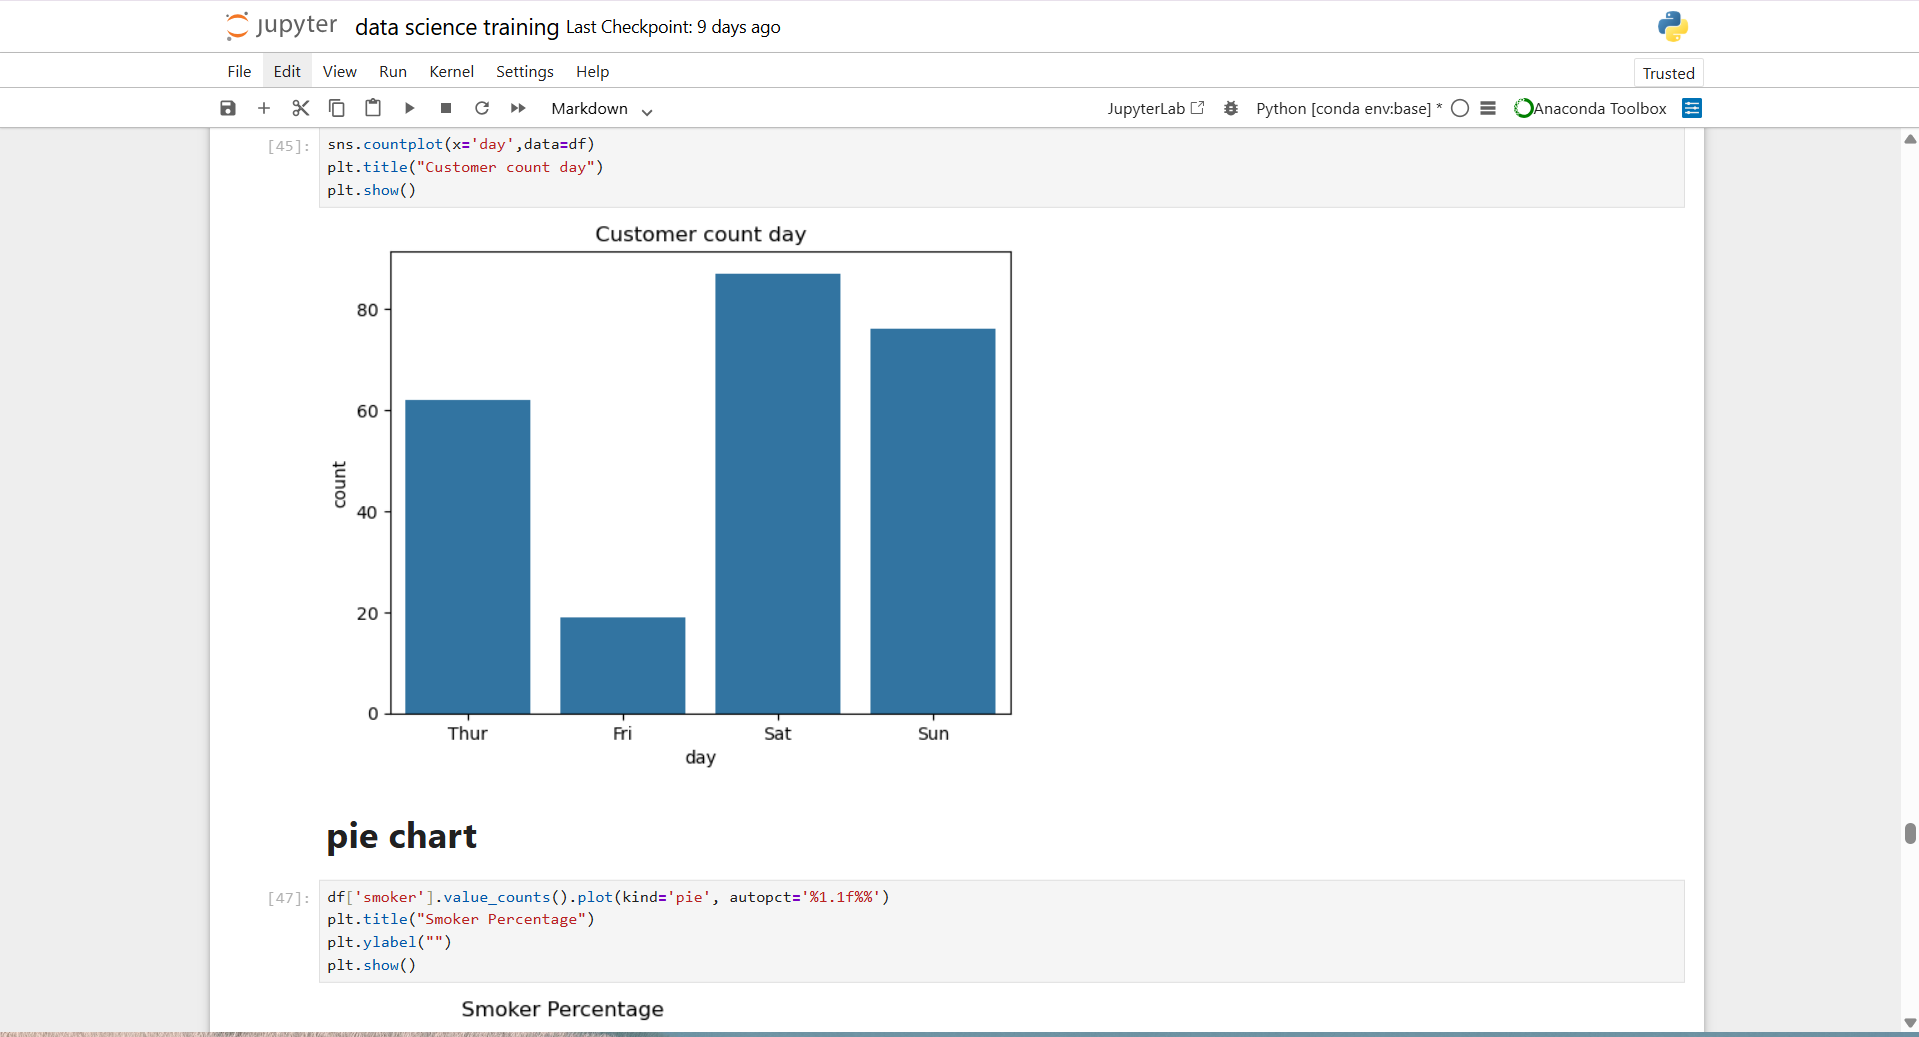 jupyter data science training Last Checkpoint: 9 days ago
File Edit View Run Kernel Settings Help Trusted
Markdown JupyterLab Python [conda env:base] * Anaconda Toolbox
[45]: sns.countplot(x='day',data=df)
plt.title("Customer count day")
plt.show()
Customer count day
80
60
40
20
0
count
Thur Fri Sat Sun
day
pie chart
[47]: df['smoker'].value_counts().plot(kind='pie', autopct='%1.1f%%')
plt.title("Smoker Percentage")
plt.ylabel("")
plt.show()
Smoker Percentage